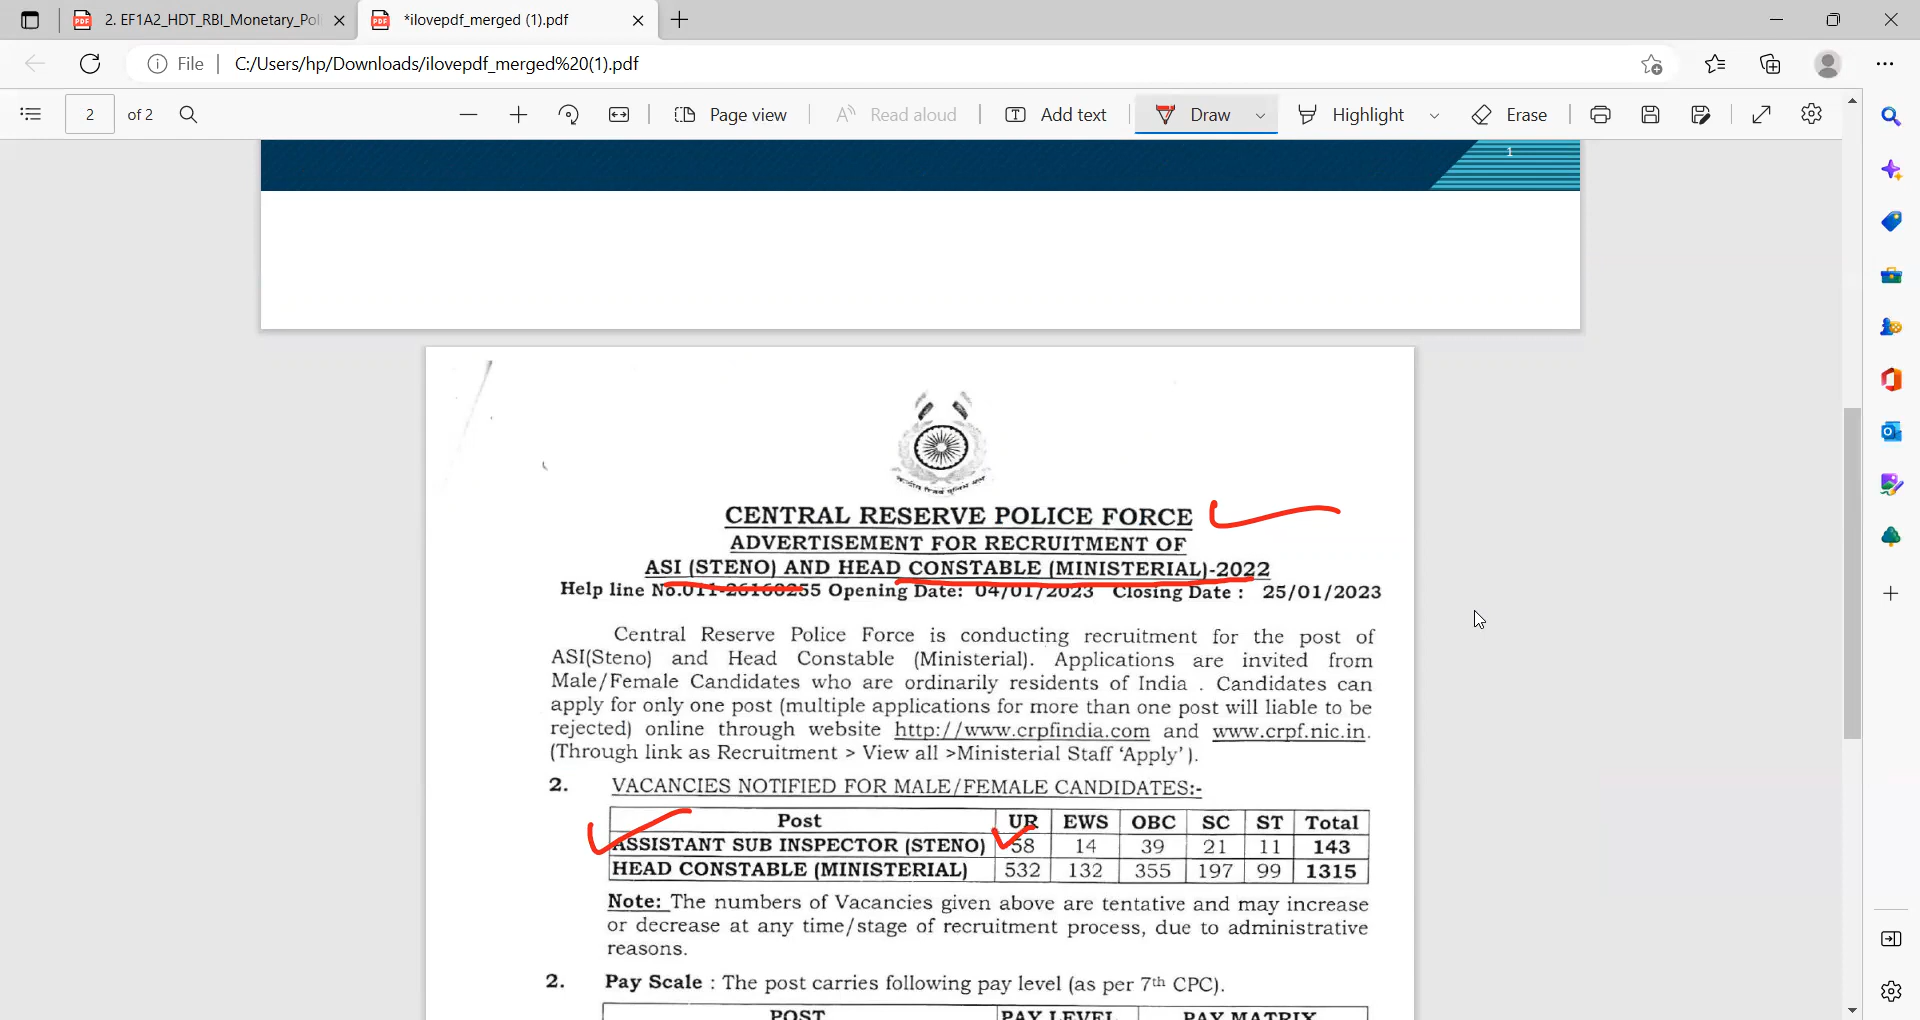 2. EF1A2_HDT_RBI_Monetary_Pol
*ilovepdf_merged (1).pdf
File C:/Users/hp/Downloads/ilovepdf_merged%20(1).pdf
2 of 2 Page view Read aloud Add text Draw Highlight Erase
1
CENTRAL RESERVE POLICE FORCE
ADVERTISEMENT FOR RECRUITMENT OF
ASI (STENO) AND HEAD CONSTABLE (MINISTERIAL)-2022
Help line No.011-26160255 Opening Date: 04/01/2023 Closing Date : 25/01/2023
Central Reserve Police Force is conducting recruitment for the post of
ASI(Steno) and Head Constable (Ministerial). Applications are invited from
Male/Female Candidates who are ordinarily residents of India . Candidates can
apply for only one post (multiple applications for more than one post will liable to be
rejected) online through website http://www.crpfindia.com and www.crpf.nic.in.
(Through link as Recruitment > View all >Ministerial Staff ‘Apply’ ).
2. VACANCIES NOTIFIED FOR MALE/FEMALE CANDIDATES:-
Post UR EWS OBC SC ST Total
ASSISTANT SUB INSPECTOR (STENO) 58 14 39 21 11 143
HEAD CONSTABLE (MINISTERIAL) 532 132 355 197 99 1315
Note: The numbers of Vacancies given above are tentative and may increase
or decrease at any time/stage of recruitment process, due to administrative
reasons.
2. Pay Scale : The post carries following pay level (as per 7th CPC).
POST PAY LEVEL PAY MATRIX